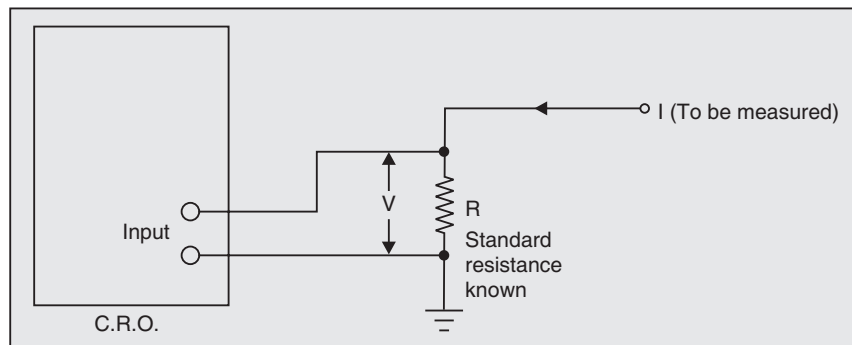 I (To be measured)
V
R
Input
Standard
resistance
known
C.R.O.